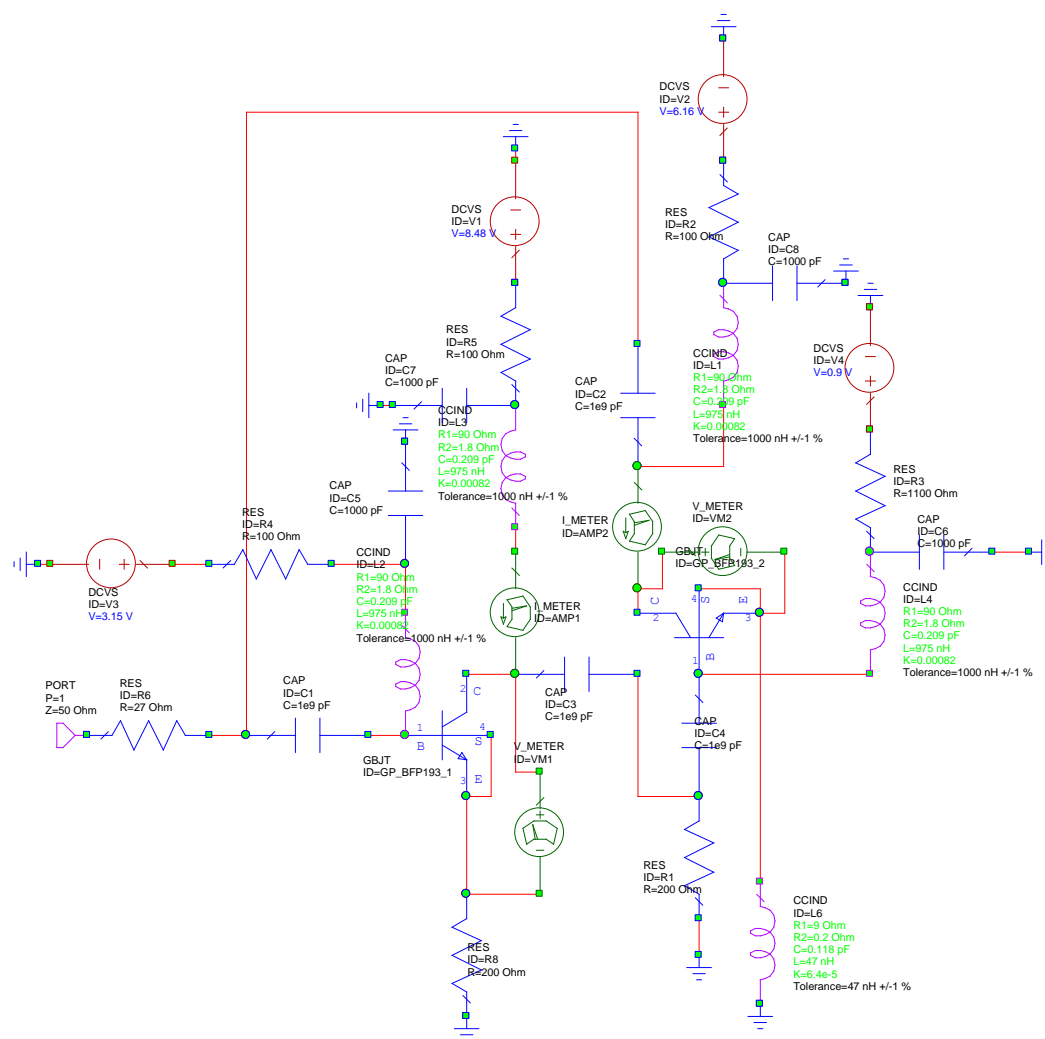 DCVS
ID=V2
V=6.16 V
DCVS
ID=V1
V=8.48 V
RES
ID=R2
R=100 Ohm
CAP
ID=C8
C=1000 pF
RES
ID=R5
R=100 Ohm
CAP
ID=C7
C=1000 pF
DCVS
ID=V4
V=0.9 V
CCIND
ID=L1
R1=90 Ohm
R2=1.8 Ohm
C=0.209 pF
L=975 nH
K=0.00082
Tolerance=1000 nH +/-1 %
CAP
ID=C2
C=1e9 pF
CCIND
ID=L3
R1=90 Ohm
R2=1.8 Ohm
C=0.209 pF
L=975 nH
K=0.00082
Tolerance=1000 nH +/-1 %
RES
ID=R3
R=1100 Ohm
CAP
ID=C5
C=1000 pF
RES
ID=R4
R=100 Ohm
I_METER
ID=AMP2
V_METER
ID=VM2
CAP
ID=C6
C=1000 pF
CCIND
ID=L2
R1=90 Ohm
R2=1.8 Ohm
C=0.209 pF
L=975 nH
K=0.00082
Tolerance=1000 nH +/-1 %
GBJT
ID=GP_BFP193_2
DCVS
ID=V3
V=3.15 V
I_METER
ID=AMP1
C
2
4
S
E
3
1
B
CCIND
ID=L4
R1=90 Ohm
R2=1.8 Ohm
C=0.209 pF
L=975 nH
K=0.00082
Tolerance=1000 nH +/-1 %
PORT
P=1
Z=50 Ohm
RES
ID=R6
R=27 Ohm
CAP
ID=C1
C=1e9 pF
2
C
1
B
4
S
3
E
CAP
ID=C3
C=1e9 pF
CAP
ID=C4
C=1e9 pF
GBJT
ID=GP_BFP193_1
V_METER
ID=VM1
+
-
RES
ID=R1
R=200 Ohm
CCIND
ID=L6
R1=9 Ohm
R2=0.2 Ohm
C=0.118 pF
L=47 nH
K=6.4e-5
Tolerance=47 nH +/-1 %
RES
ID=R8
R=200 Ohm